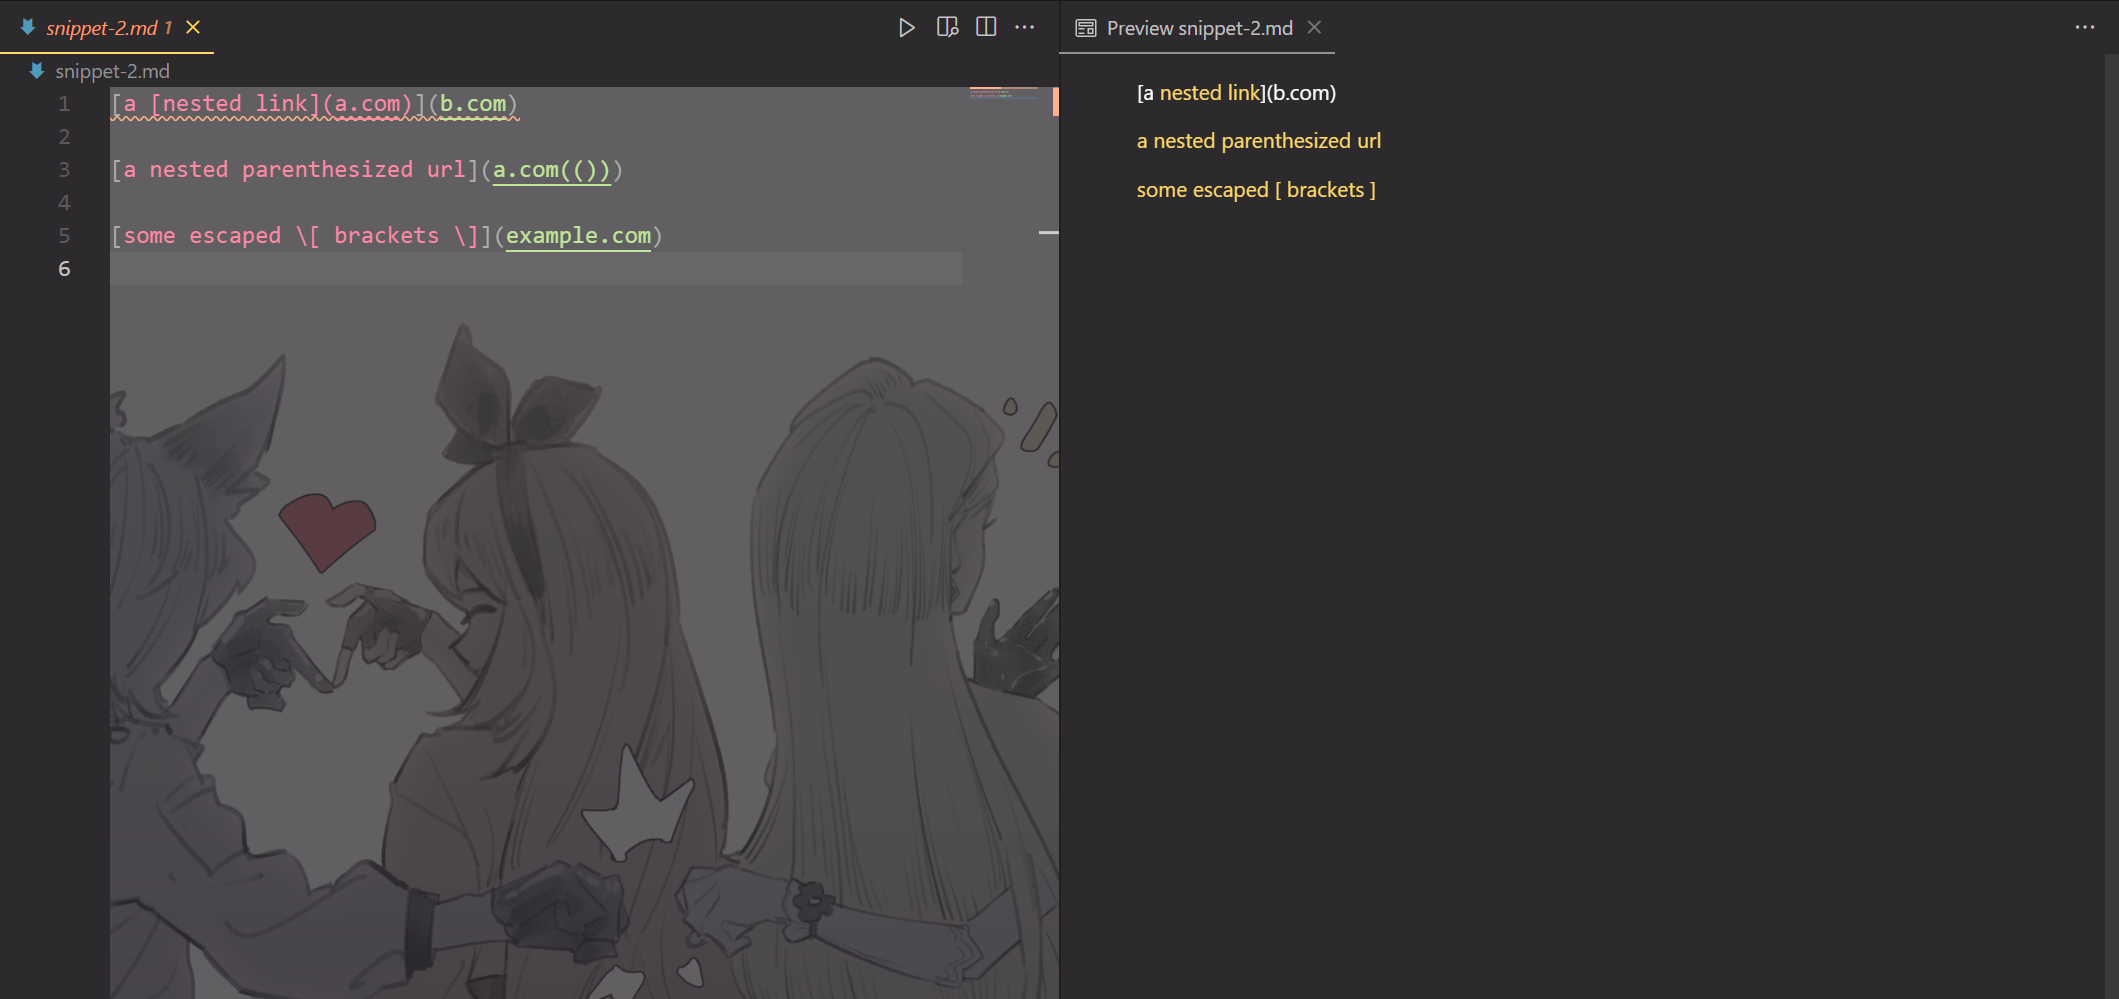 snippet-2.md 1
Preview snippet-2.md
snippet-2.md
1 [a [nested link](a.com)](b.com)
2
3 [a nested parenthesized url](a.com(()))
4
5 [some escaped \[ brackets \]](example.com)
6
[a nested link](b.com)
a nested parenthesized url
some escaped [ brackets ]